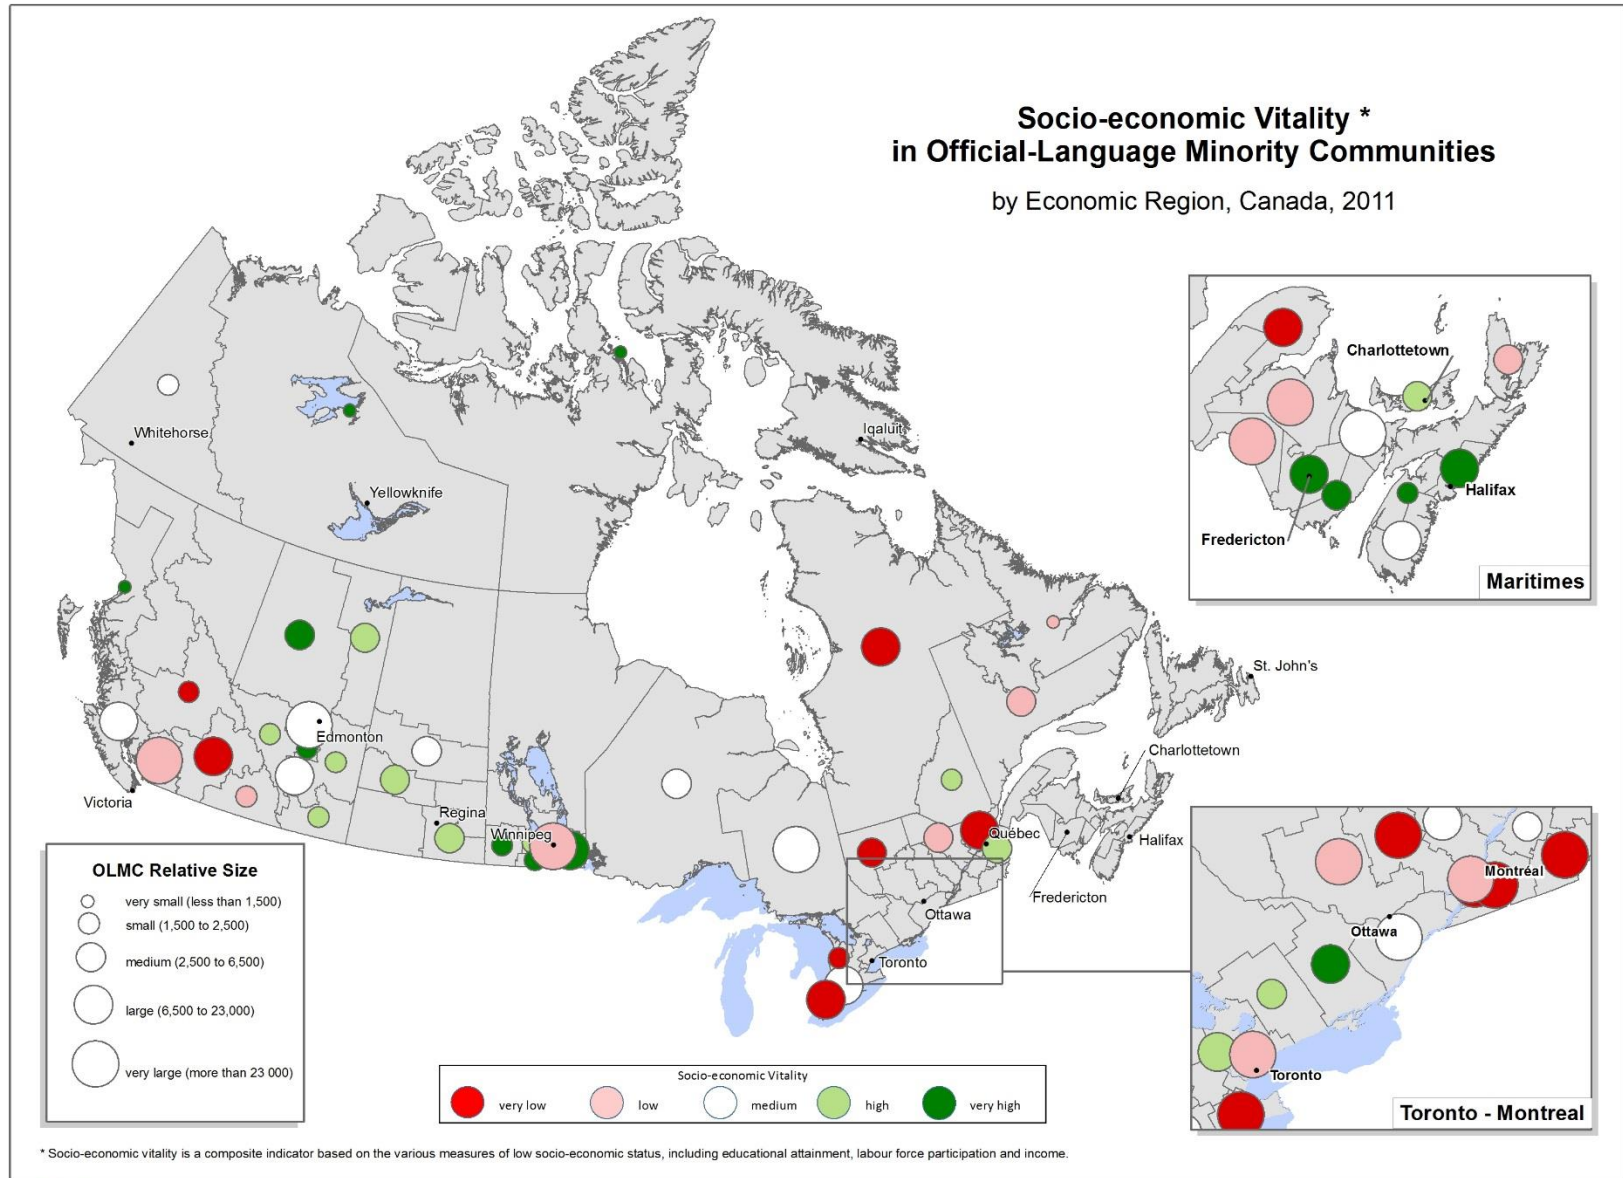 Socio-economic Vitality *
in Official-Language Minority Communities
by Economic Region, Canada, 2011
Charlottetown
Halifax
Fredericton
Maritimes
Whitehorse
Iqaluit
Yellowknife
St. John's
Edmonton
Charlottetown
Victoria
Regina
Winnipeg
Québec
Halifax
Fredericton
Ottawa
Toronto
Montréal
Ottawa
Toronto
Toronto - Montreal
OLMC Relative Size
very small (less than 1,500)
small (1,500 to 2,500)
medium (2,500 to 6,500)
large (6,500 to 23,000)
very large (more than 23 000)
Socio-economic Vitality
very low low medium high very high
* Socio-economic vitality is a composite indicator based on the various measures of low socio-economic status, including educational attainment, labour force participation and income.